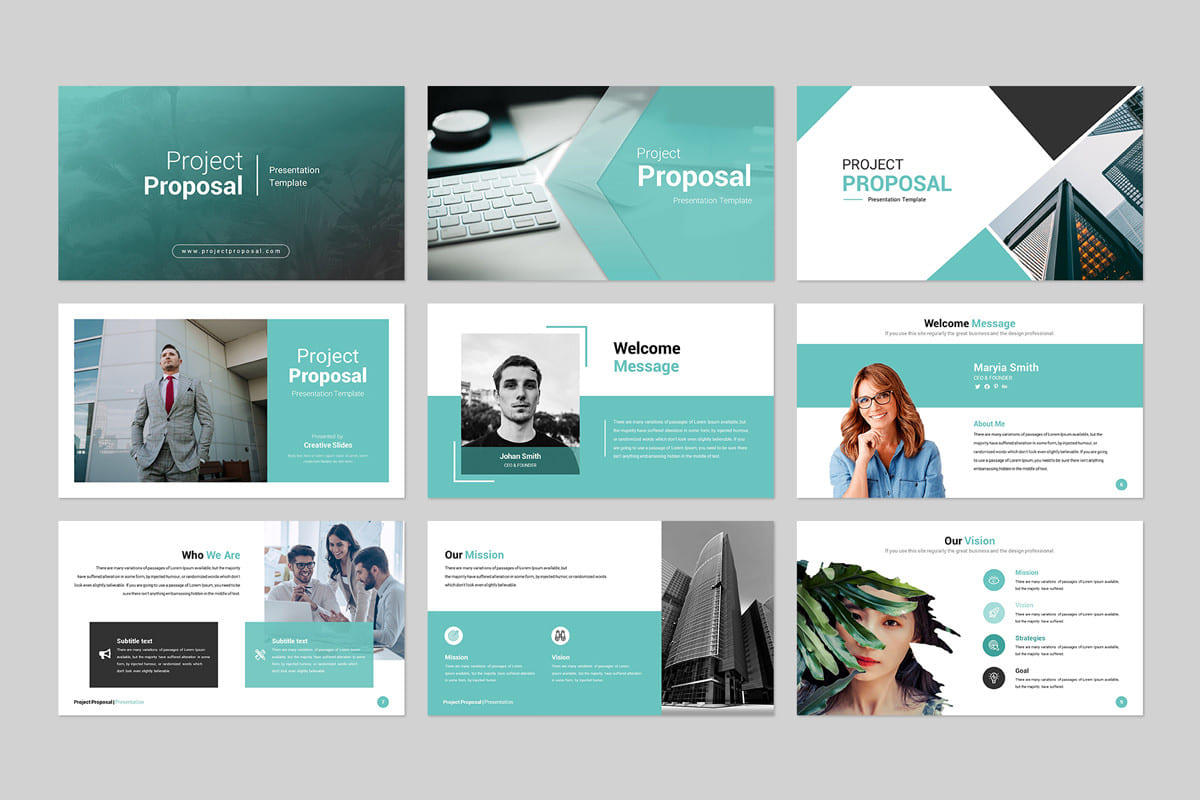 Project
Proposal
Presentation
Template
www.projectproposal.com
Project
Proposal
Presentation Template
PROJECT
PROPOSAL
Presentation Template
Project
Proposal
Presentation Template
Presented by
Creative Slides
Welcome
Message
There are many variations of passages of Lorem Ipsum available, but
the majority have suffered alteration in some form, by injected humour,
or randomized words which don't look even slightly believable. If you
are going to use a passage of Lorem Ipsum, you need to be sure there
isn't anything embarrassing hidden in the middle of text.
Johan Smith
CEO & FOUNDER
Welcome Message
If you use this site regularly the great business and the design professional.
Maryia Smith
CEO & FOUNDER
About Me
There are many variations of passages of Lorem Ipsum available, but the
majority have suffered alteration in some form, by injected humour, or
randomized words which don't look even slightly believable. If you are going
to use a passage of Lorem Ipsum, you need to be sure there isn't anything
embarrassing hidden in the middle of text.
6
Who We Are
There are many variations of passages of Lorem Ipsum available, but the majority
have suffered alteration in some form, by injected humour, or randomized words which don't
look even slightly believable. If you are going to use a passage of Lorem Ipsum, you need to be
sure there isn't anything embarrassing hidden in the middle of text.
Subtitle text
There are many variations of passages of Lorem Ipsum
available, but the majority have suffered alteration in some
form, by injected humour, or randomized words which
don't look even slightly believable.
Subtitle text
There are many variations of passages of Lorem Ipsum
available, but the majority have suffered alteration in some
form, by injected humour, or randomized words which
don't look even slightly believable.
Project Proposal | Presentation
7
Our Mission
There are many variations of passages of Lorem Ipsum available, but
the majority have suffered alteration in some form, by injected humour, or randomized words
which don't look even slightly believable.
Mission
There are many variations of passages of Lorem
Ipsum available, but the majority have suffered alteration
in some form, by injected humour.
Vision
There are many variations of passages of Lorem
Ipsum available, but the majority have suffered alteration
in some form, by injected humour.
Project Proposal | Presentation
Our Vision
If you use this site regularly the great business and the design professional.
Mission
There are many variations of passages of Lorem Ipsum available,
but the majority have suffered.
Vision
There are many variations of passages of Lorem Ipsum available,
but the majority have suffered.
Strategies
There are many variations of passages of Lorem Ipsum available,
but the majority have suffered.
Goal
There are many variations of passages of Lorem Ipsum available,
but the majority have suffered.
9